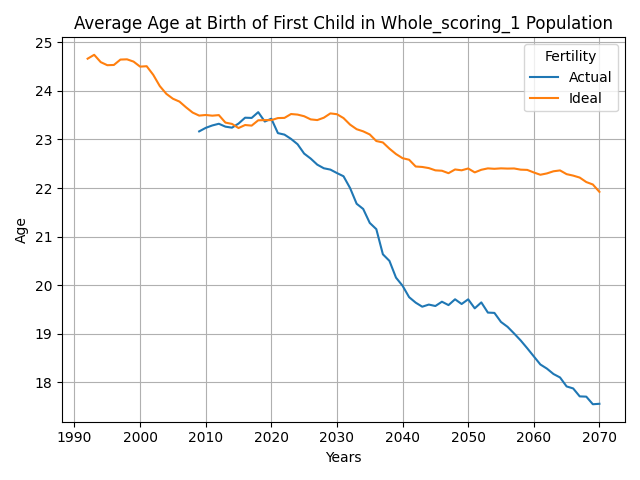 Average Age at Birth of First Child in Whole_scoring_1 Population
Age
25
24
23
22
21
20
19
18
Fertility
Actual
Ideal
1990 2000 2010 2020 2030 2040 2050 2060 2070
Years